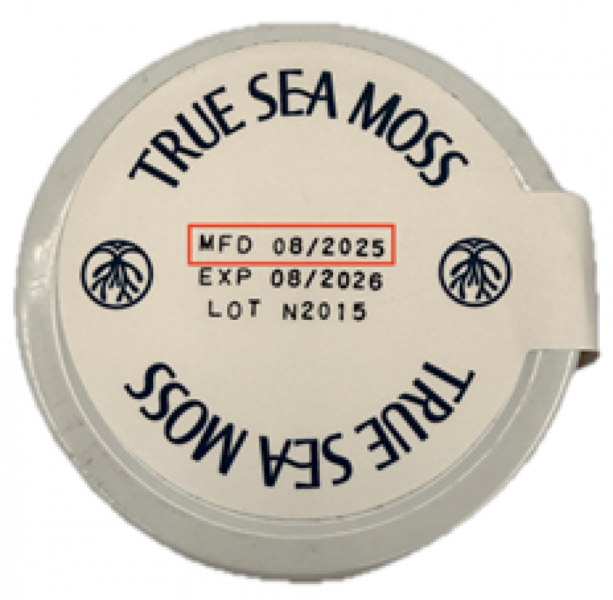 TRUE SEA MOSS
MFD 08/2025
EXP 08/2026
LOT N2015
TRUE SEA MOSS